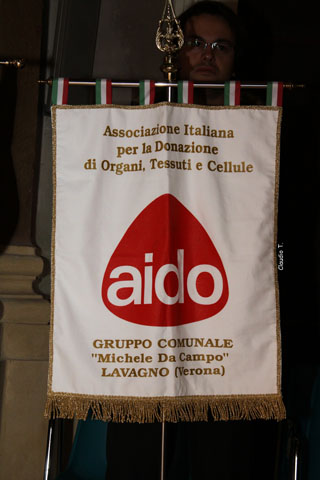 Associazione Italiana
per la Donazione
di Organi, Tessuti e Cellule
aido
GRUPPO COMUNALE
"Michele Da Campo"
LAVAGNO (Verona)
Claudio T.